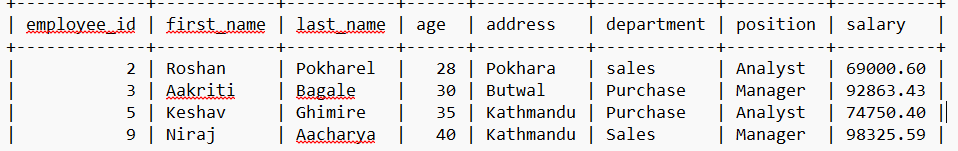 +-------------+------------+-----------+------+-----------+------------+----------+----------+
| employee_id | first_name | last_name | age  | address   | department | position | salary   |
+-------------+------------+-----------+------+-----------+------------+----------+----------+
|           2 | Roshan     | Pokharel  |   28 | Pokhara   | sales      | Analyst  | 69000.60 |
|           3 | Aakriti    | Bagale    |   30 | Butwal    | Purchase   | Manager  | 92863.43 |
|           5 | Keshav     | Ghimire   |   35 | Kathmandu | Purchase   | Analyst  | 74750.40 |
|           9 | Niraj      | Aacharya  |   40 | Kathmandu | Sales      | Manager  | 98325.59 |